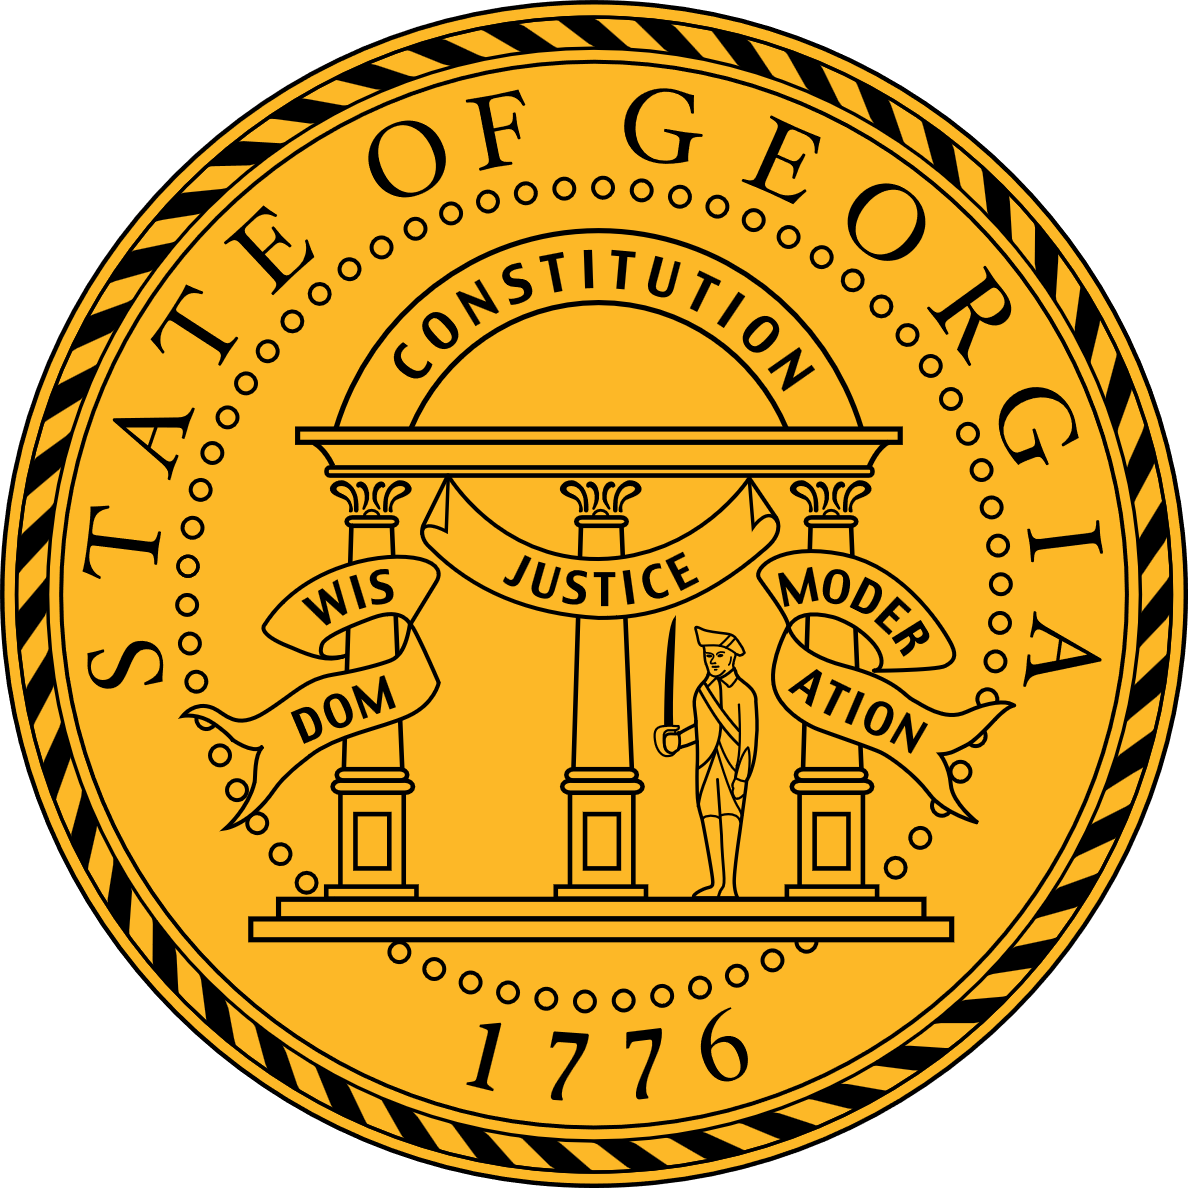 STATE OF GEORGIA
CONSTITUTION
WIS
DOM
JUSTICE
MODER
ATION
1776